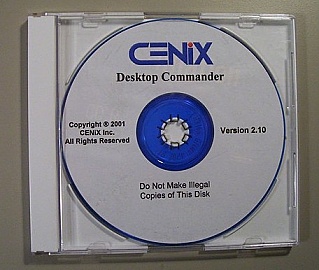 CENiX
Desktop Commander
Copyright ® 2001
CENiX Inc.
All Rights Reserved
Version 2.10
Do Not Make Illegal
Copies of This Disk